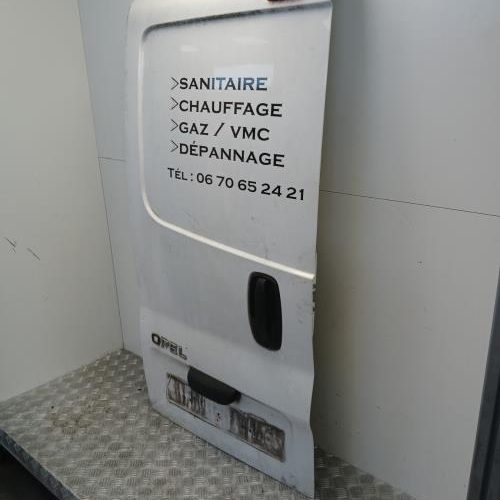 >SANITAIRE
>CHAUFFAGE
>GAZ / VMC
>DÉPANNAGE
TÉL : 06 70 65 24 21
OPEL